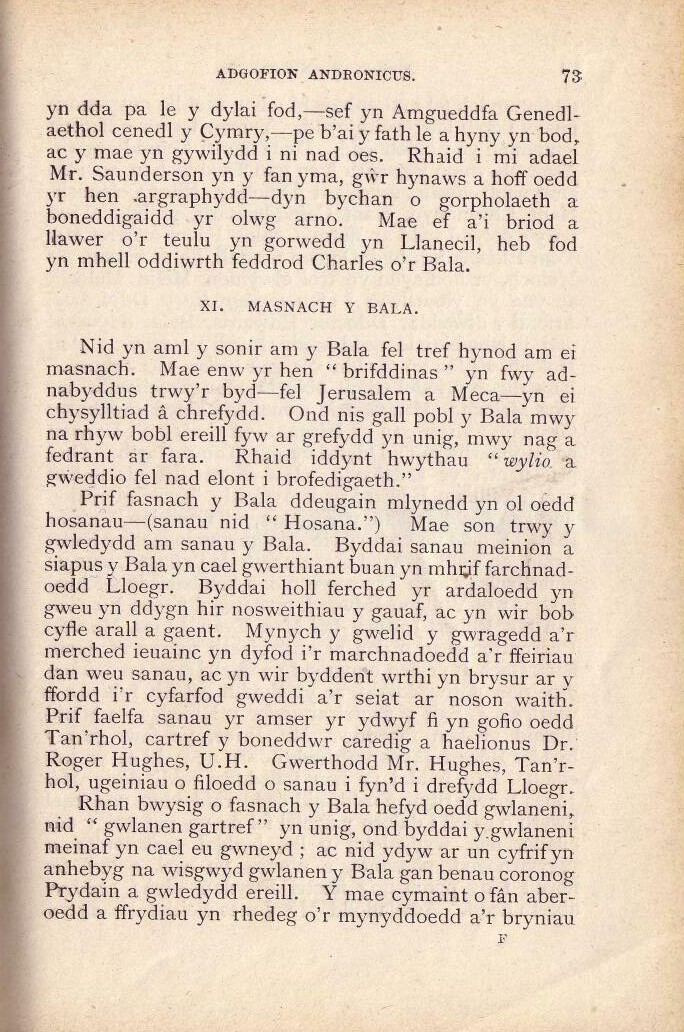 ADGOFION ANDRONICUS. 73
yn dda pa le y dylai fod,—sef yn Amgueddfa Genedl-
aethol cenedl y Cymry,—pe b'ai y fath le a hyny yn bod,
ac y mae yn gywilydd i ni nad oes. Rhaid i mi adael
Mr. Saunderson yn y fan yma, gŵr hynaws a hoff oedd
yr hen argraphydd—dyn bychan o gorpholaeth a
boneddigaidd yr olwg arno. Mae ef a'i briod a
llawer o'r teulu yn gorwedd yn Llanecil, heb fod
yn mhell oddiwrth feddrod Charles o'r Bala.
XI. MASNACH Y BALA.
Nid yn aml y sonir am y Bala fel tref hynod am ei
masnach. Mae enw yr hen “brifddinas” yn fwy ad-
nabyddus trwy'r byd—fel Jerusalem a Meca—yn ei
chysylltiad â chrefydd. Ond nis gall pobl y Bala mwy
na rhyw bobl ereill fyw ar grefydd yn unig, mwy nag a
fedrant ar fara. Rhaid iddynt hwythau “wylio a
gweddio fel nad elont i brofedigaeth.”
Prif fasnach y Bala ddeugain mlynedd yn ol oedd
hosanau—(sanau nid “Hosana.”) Mae son trwy y
gwledydd am sanau y Bala. Byddai sanau meinion a
siapus y Bala yn cael gwerthiant buan yn mhrif farchnad-
oedd Lloegr. Byddai holl ferched yr ardaloedd yn
gweu yn ddygn hir nosweithiau y gauaf, ac yn wir bob
cyfle arall a gaent. Mynych y gwelid y gwragedd a'r
merched ieuainc yn dyfod i'r marchnadoedd a'r ffeiriau
dan weu sanau, ac yn wir byddent wrthi yn brysur ar y
ffordd i'r cyfarfod gweddi a'r seiat ar noson waith.
Prif faelfa sanau yr amser yr ydwyf fi yn gofio oedd
Tan'rhol, cartref y boneddwr caredig a haelionus Dr.
Roger Hughes, U.H. Gwerthodd Mr. Hughes, Tan'r-
hol, ugeiniau o filoedd o sanau i fyn'd i drefydd Lloegr.
Rhan bwysig o fasnach y Bala hefyd oedd gwlaneni,
nid “gwlanen gartref” yn unig, ond byddai y gwlaneni
meinaf yn cael eu gwneyd; ac nid ydyw ar un cyfrif yn
anhebyg na wisgwyd gwlanen y Bala gan benau coronog
Prydain a gwledydd ereill. Y mae cymaint o fân aber-
oedd a ffrydiau yn rhedeg o'r mynyddoedd a'r bryniau
F